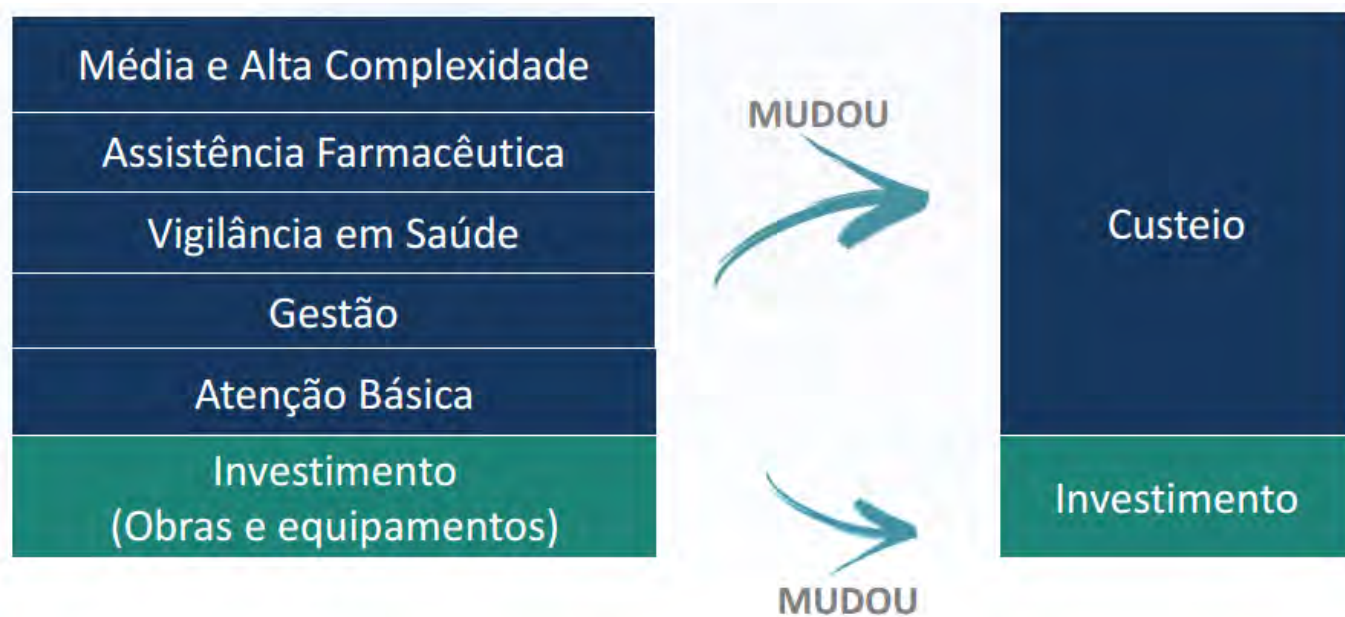 Média e Alta Complexidade
Assistência Farmacêutica
Vigilância em Saúde
Gestão
Atenção Básica
Investimento
(Obras e equipamentos)
MUDOU
MUDOU
Custeio
Investimento